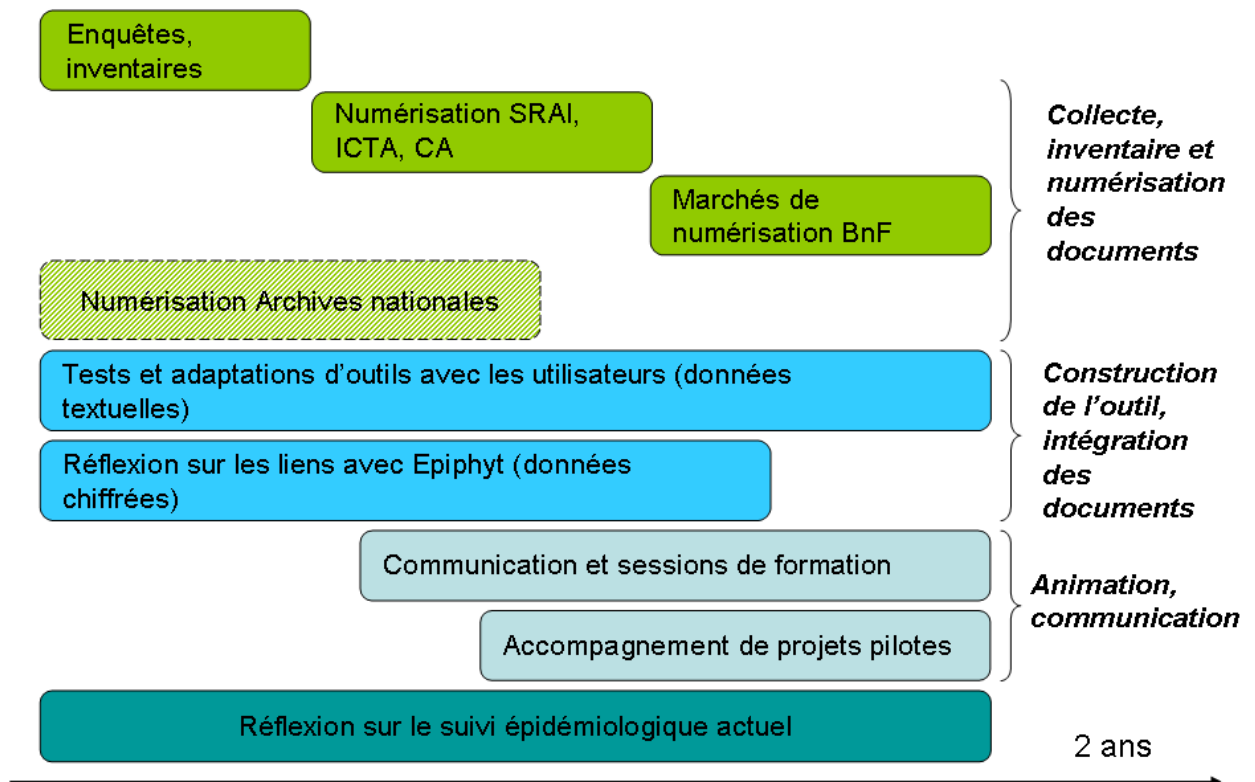 Enquêtes,
inventaires
Numérisation SRAI,
ICTA, CA
Marchés de
numérisation BnF
Numérisation Archives nationales
Collecte,
inventaire et
numérisation
des
documents
Tests et adaptations d'outils avec les utilisateurs (données
textuelles)
Réflexion sur les liens avec Epiphyt (données
chiffrées)
Construction
de l'outil,
intégration
des
documents
Communication et sessions de formation
Accompagnement de projets pilotes
Animation,
communication
Réflexion sur le suivi épidémiologique actuel
2 ans